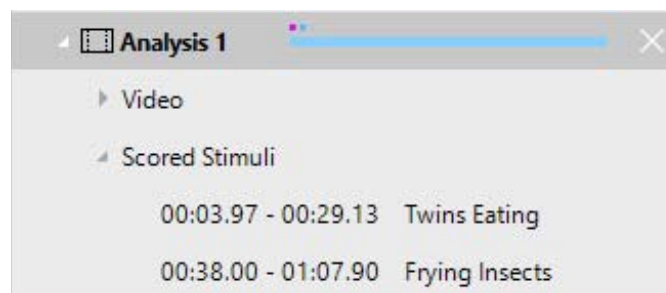 Analysis 1
Video
Scored Stimuli
00:03.97 - 00:29.13 Twins Eating
00:38.00 - 01:07.90 Frying Insects